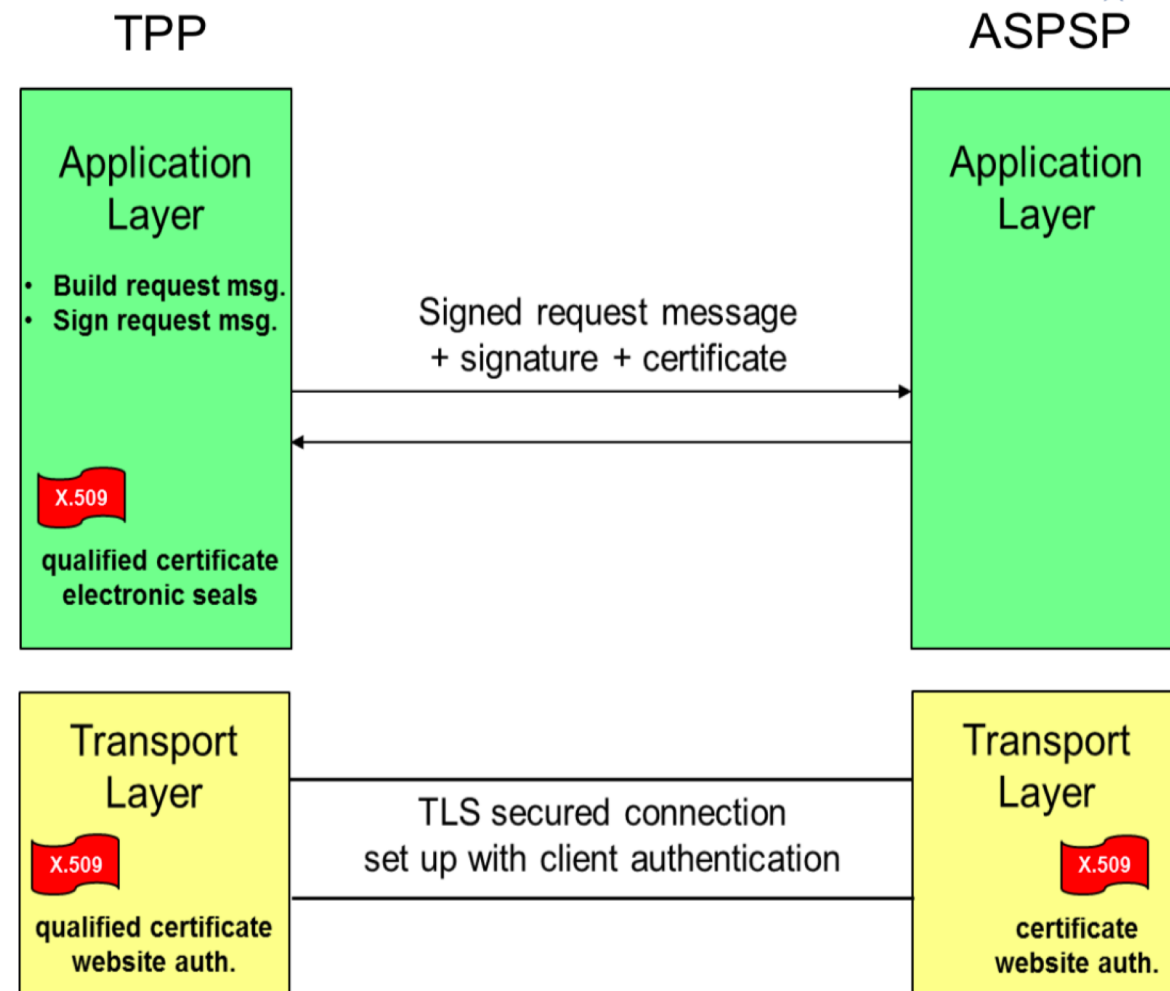 TPP
ASPSP
Application
Layer
• Build request msg.
• Sign request msg.
X.509
qualified certificate
electronic seals
Signed request message
+ signature + certificate
Application
Layer
Transport
Layer
X.509
qualified certificate
website auth.
TLS secured connection
set up with client authentication
Transport
Layer
X.509
certificate
website auth.